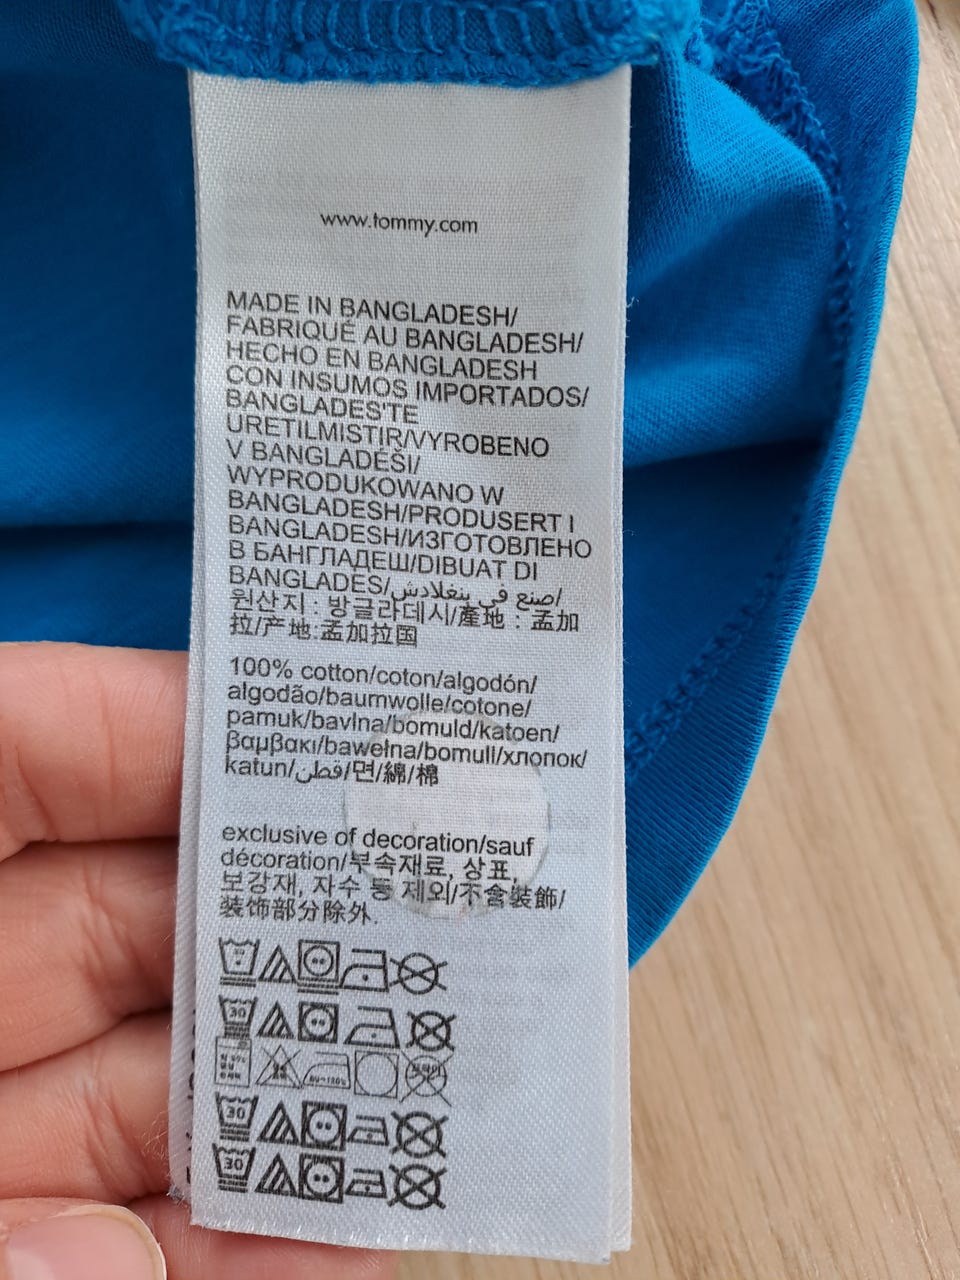 www.tommy.com
MADE IN BANGLADESH/
FABRIQUÉ AU BANGLADESH/
HECHO EN BANGLADESH
CON INSUMOS IMPORTADOS/
BANGLADES'TE
URETILMISTIR/VYROBENO
V BANGLADÉŠI/
WYPRODUKOWANO W
BANGLADESH/PRODUSERT I
BANGLADESH/ИЗГОТОВЛЕНО
В БАНГЛАДЕШ/DIBUAT DI
BANGLADES/صنع في بنغلادش/
원산지 : 방글라데시/產地 : 孟加
拉/产地:孟加拉国
100% cotton/coton/algodón/
algodão/baumwolle/cotone/
pamuk/bavlna/bomuld/katoen/
βαμβακι/bawełna/bomull/хлопок/
katun/قطن/면/綿/棉
exclusive of decoration/sauf
décoration/부속재료, 상표,
보강재, 자수 등 제외/不含裝飾/
装饰部分除外.
30
30
30